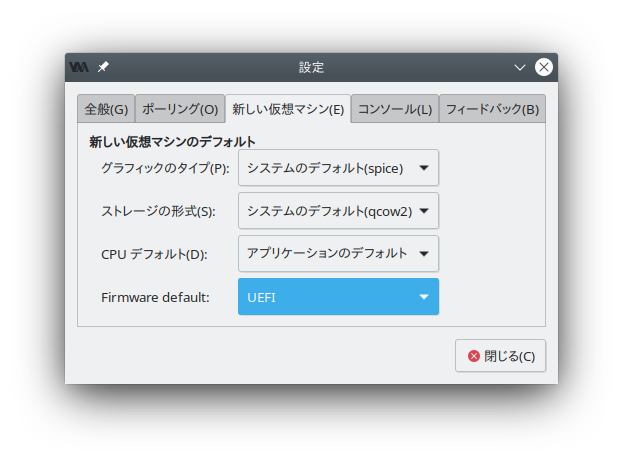 設定
全般(G) ポーリング(O) 新しい仮想マシン(E) コンソール(L) フィードバック(B)
新しい仮想マシンのデフォルト
グラフィックのタイプ(P): システムのデフォルト(spice)
ストレージの形式(S): システムのデフォルト(qcow2)
CPU デフォルト(D): アプリケーションのデフォルト
Firmware default: UEFI
閉じる(C)